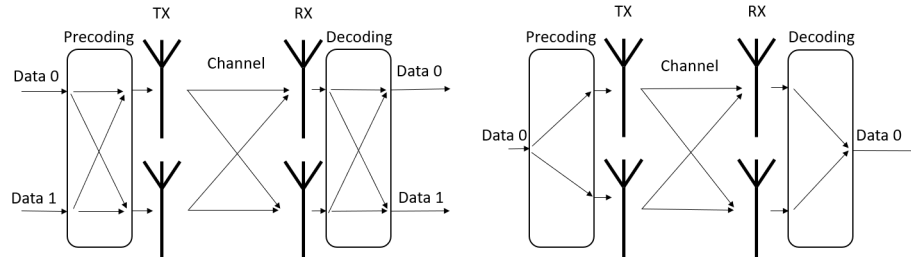 TX
RX
Precoding
Decoding
Channel
Data 0
Data 0
Data 1
Data 1
TX
RX
Precoding
Decoding
Channel
Data 0
Data 0